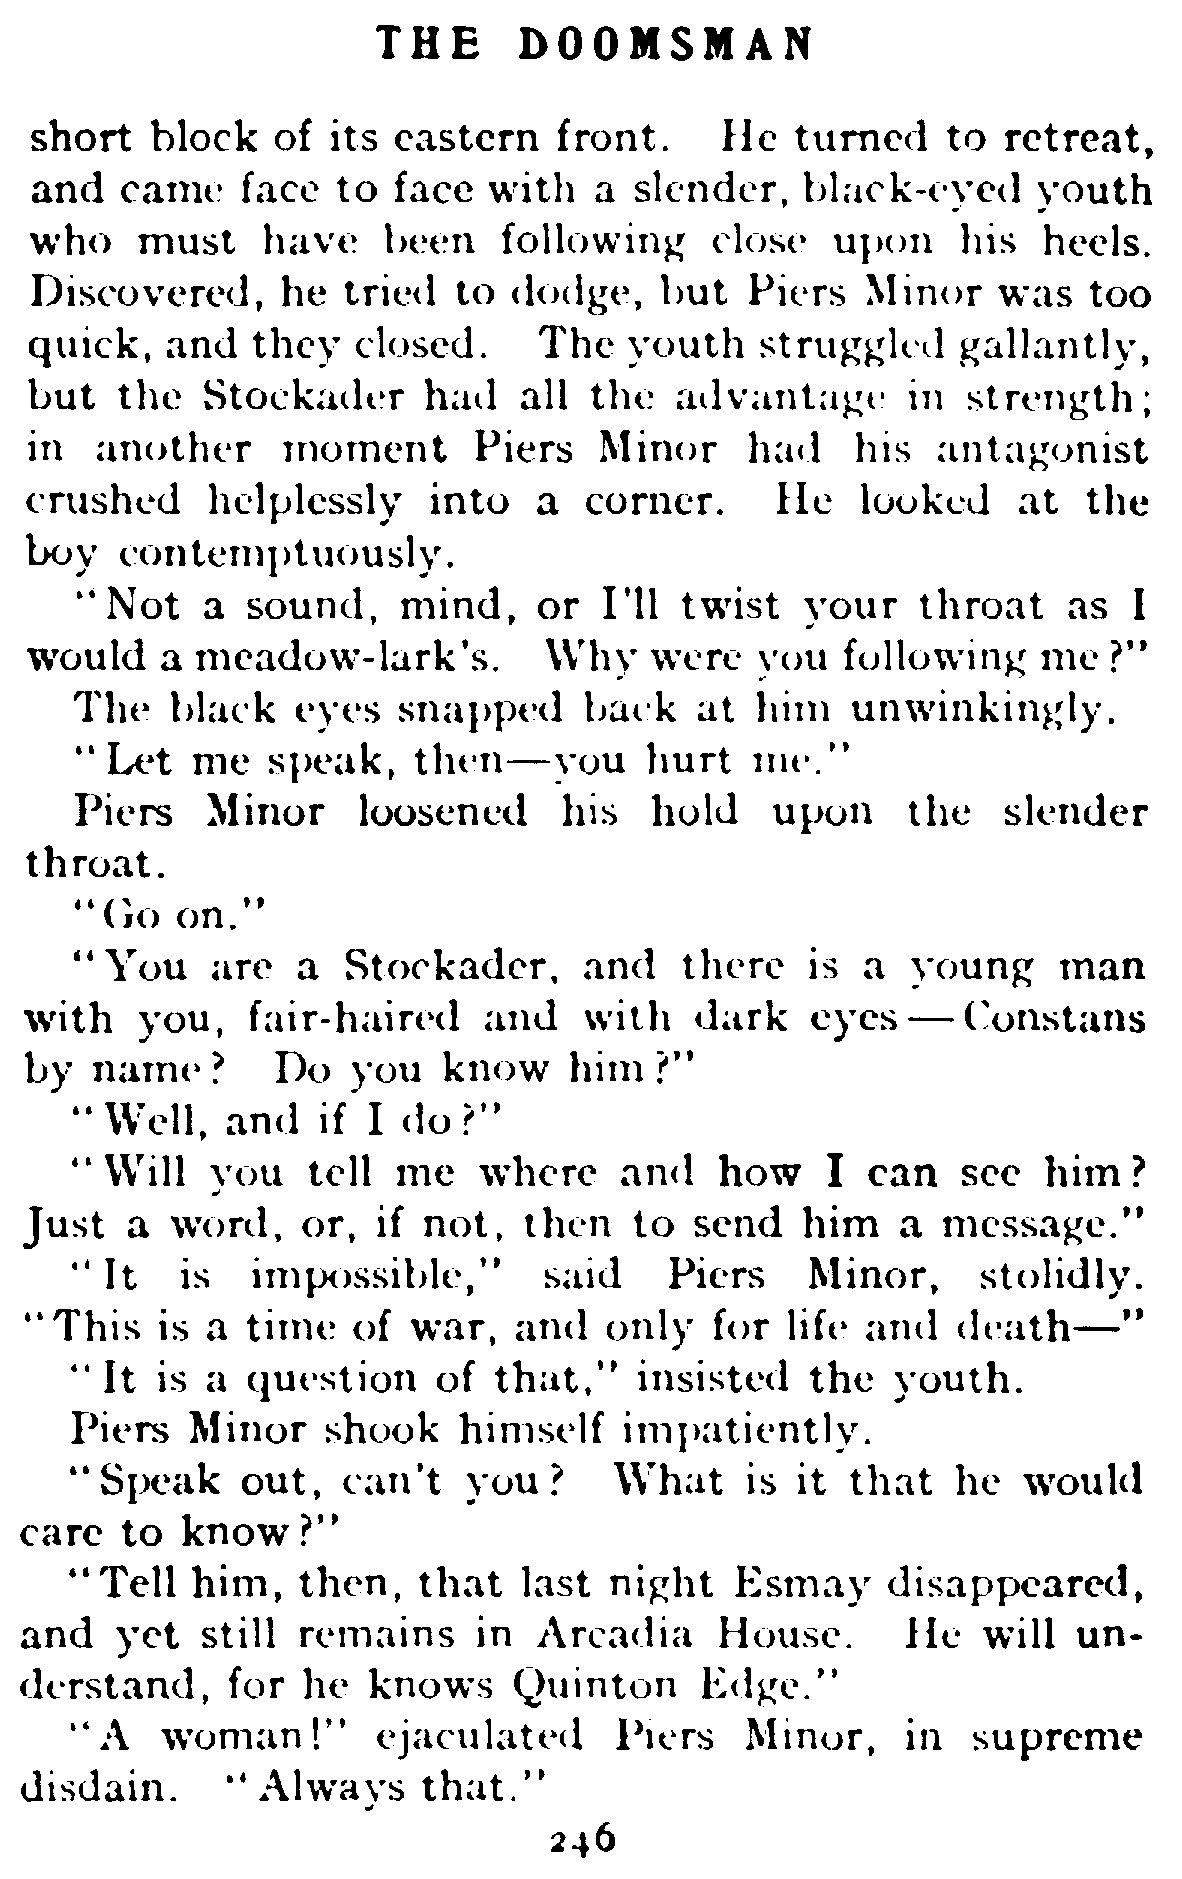 THE DOOMSMAN
short block of its eastern front. He turned to retreat,
and came face to face with a slender, black-eyed youth
who must have been following close upon his heels.
Discovered, he tried to dodge, but Piers Minor was too
quick, and they closed. The youth struggled gallantly,
but the Stockader had all the advantage in strength;
in another moment Piers Minor had his antagonist
crushed helplessly into a corner. He looked at the
boy contemptuously.
"Not a sound, mind, or I'll twist your throat as I
would a meadow-lark's. Why were you following me?"
The black eyes snapped back at him unwinkingly.
"Let me speak, then—you hurt me."
Piers Minor loosened his hold upon the slender
throat.
"Go on."
"You are a Stockader, and there is a young man
with you, fair-haired and with dark eyes—Constans
by name? Do you know him?"
"Well, and if I do?"
"Will you tell me where and how I can see him?
Just a word, or, if not, then to send him a message."
"It is impossible," said Piers Minor, stolidly.
"This is a time of war, and only for life and death—"
"It is a question of that," insisted the youth.
Piers Minor shook himself impatiently.
"Speak out, can't you? What is it that he would
care to know?"
"Tell him, then, that last night Esmay disappeared,
and yet still remains in Arcadia House. He will un-
derstand, for he knows Quinton Edge."
"A woman!" ejaculated Piers Minor, in supreme
disdain. "Always that."
246